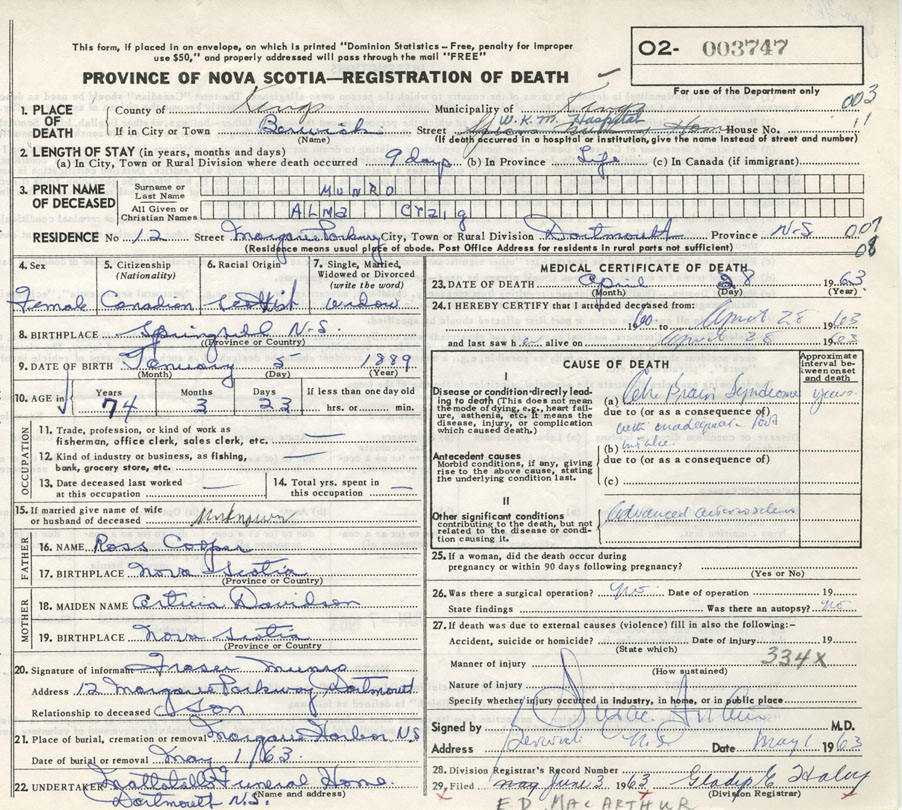 This form, if placed in an envelope, on which is printed "Dominion Statistics – Free, penalty for improper
use $50," and properly addressed will pass through the mail "FREE"
O2- 003747
PROVINCE OF NOVA SCOTIA—REGISTRATION OF DEATH
For use of the Department only
003
11
1. PLACE OF DEATH
County of Kings Municipality of Kings
If in City or Town Berwick (Name) Street W.K.M. Hospital House No.
(If death occurred in a hospital or institution, give the name instead of street and number)
2. LENGTH OF STAY (in years, months and days)
(a) In City, Town or Rural Division where death occurred 9 days (b) In Province Life (c) In Canada (if immigrant)
3. PRINT NAME OF DECEASED
Surname or Last Name MUNRO
All Given or Christian Names ALMA CRAIG
RESIDENCE No 12 Street City, Town or Rural Division Dartmouth Province N-S 007
08
(Residence means usual place of abode. Post Office Address for residents in rural parts not sufficient)
4. Sex 5. Citizenship (Nationality) 6. Racial Origin 7. Single, Married, Widowed or Divorced (write the word)
Female Canadian Scottish widow
8. BIRTHPLACE N-S. (Province or Country)
9. DATE OF BIRTH January 5 1889
(Month) (Day) (Year)
10. AGE in Years Months Days If less than one day old
74 3 23 hrs. or min.
OCCUPATION
11. Trade, profession, or kind of work as fisherman, office clerk, sales clerk, etc. —
12. Kind of industry or business, as fishing, bank, grocery store, etc. —
13. Date deceased last worked at this occupation — 14. Total yrs. spent in this occupation —
15. If married give name of wife or husband of deceased Unknown
FATHER
16. NAME Ross Cooper
17. BIRTHPLACE Nova Scotia
(Province or Country)
MOTHER
18. MAIDEN NAME Davidson
19. BIRTHPLACE Nova Scotia
(Province or Country)
20. Signature of informant Fraser Munro
Address 12 Parkway, Dartmouth
Relationship to deceased Son
21. Place of burial, cremation or removal Harbor N.S
Date of burial or removal May 1/63
22. UNDERTAKER Funeral Home.
(Name and address)
Dartmouth N.S.
MEDICAL CERTIFICATE OF DEATH
23. DATE OF DEATH April 28 1963
(Month) (Day) (Year)
24. I HEREBY CERTIFY that I attended deceased from:
1960 to April 28 1963
and last saw her alive on April 28 1963
CAUSE OF DEATH
Approximate interval between onset and death
I
Disease or condition directly leading to death (This does not mean the mode of dying, e.g., heart failure, asthenia, etc. It means the disease, injury, or complication which caused death.)
(a) Brain Syndrome years
due to (or as a consequence of)
with inadequate food
(b) intake.
Antecedent causes
Morbid conditions, if any, giving rise to the above cause, stating the underlying condition last.
due to (or as a consequence of)
(c)
II
Other significant conditions
contributing to the death, but not related to the disease or condition causing it.
Advanced
25. If a woman, did the death occur during
pregnancy or within 90 days following pregnancy?
(Yes or No)
26. Was there a surgical operation? no. Date of operation 19
State findings Was there an autopsy? no
27. If death was due to external causes (violence) fill in also the following:-
Accident, suicide or homicide? Date of injury 19
(State which)
Manner of injury 334X
(How sustained)
Nature of injury
Specify whether injury occurred in Industry, in home, or in public place
Signed by M.D.
Address Berwick N.S Date May 1 1963
28. Division Registrar's Record Number
29. Filed June 3 1963 Gladys E Haley
(Division Registrar)
E.D. MACARTHUR